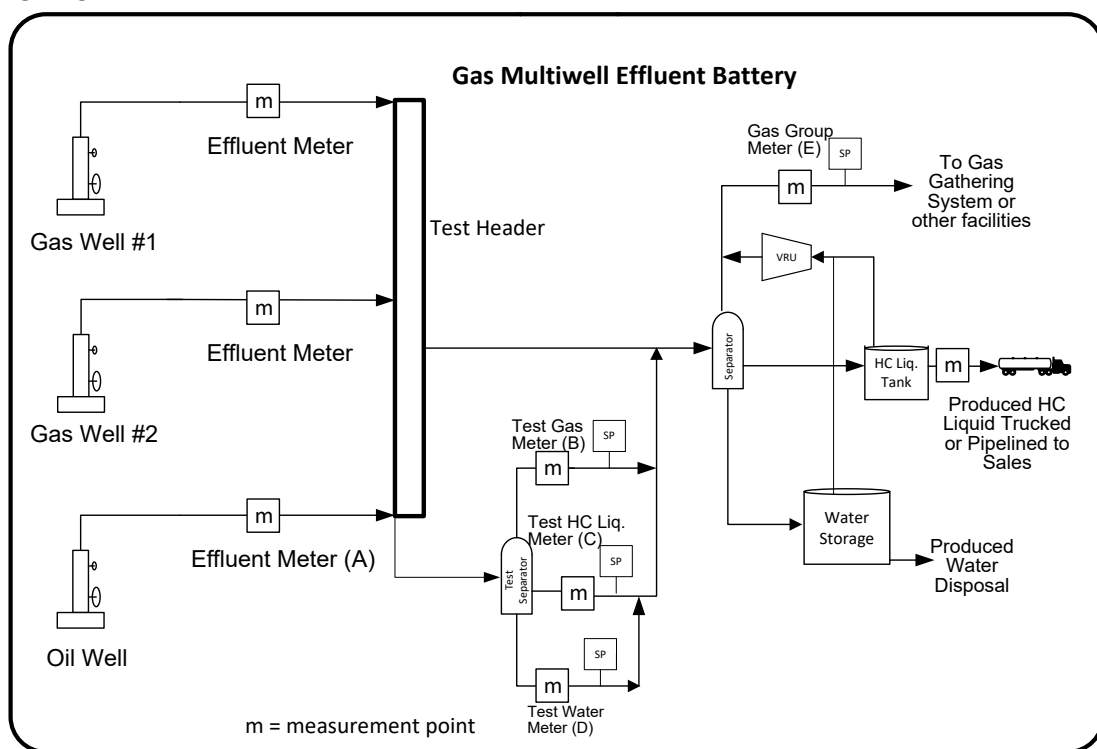 Gas Multiwell Effluent Battery
m
Effluent Meter
Gas Well #1
Test Header
m
Effluent Meter
Gas Well #2
m
Effluent Meter (A)
Oil Well
Gas Group
Meter (E)
SP
m
To Gas
Gathering
System or
other facilities
VRU
Separator
HC Liq.
Tank
m
Produced HC
Liquid Trucked
or Pipelined to
Sales
Water
Storage
Produced
Water
Disposal
Test Gas
Meter (B)
SP
m
Test HC Liq.
Meter (C)
SP
m
Test
Separator
SP
m
Test Water
Meter (D)
m = measurement point